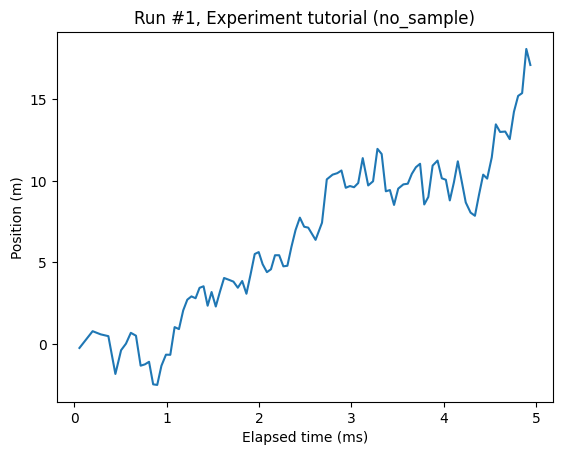 Run #1, Experiment tutorial (no_sample)
Position (m)
15
10
5
0
0 1 2 3 4 5
Elapsed time (ms)